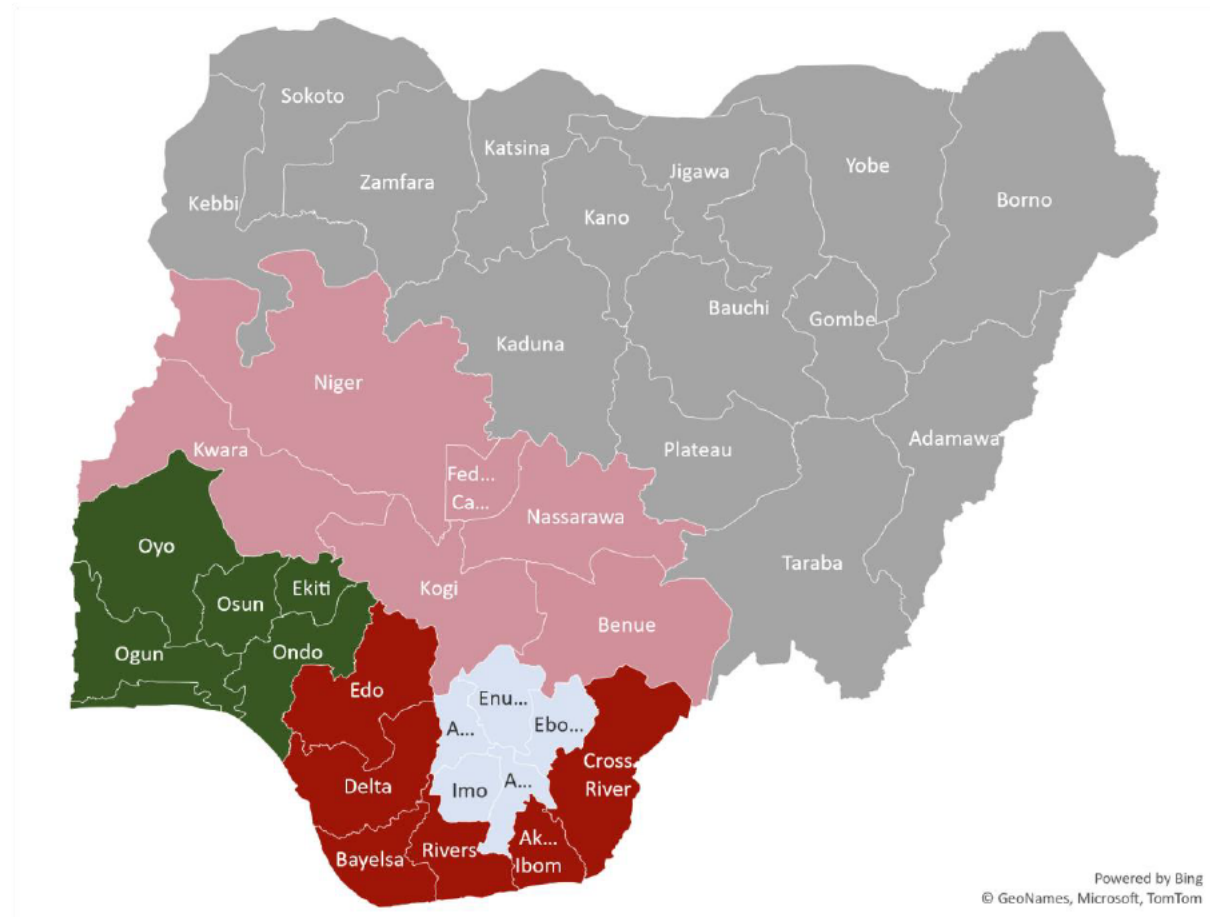 Sokoto
Katsina
Yobe
Jigawa
Zamfara
Borno
Kebbi
Kano
Bauchi
Gombe
Kaduna
Niger
Adamawa
Plateau
Kwara
Fed...
Ca...
Nassarawa
Oyo
Taraba
Ekiti
Kogi
Osun
Benue
Ondo
Ogun
Edo
Enu...
Ebo...
A...
Cross
River
A...
Delta
Imo
Ak...
Ibom
Rivers
Bayelsa
Powered by Bing
© GeoNames, Microsoft, TomTom